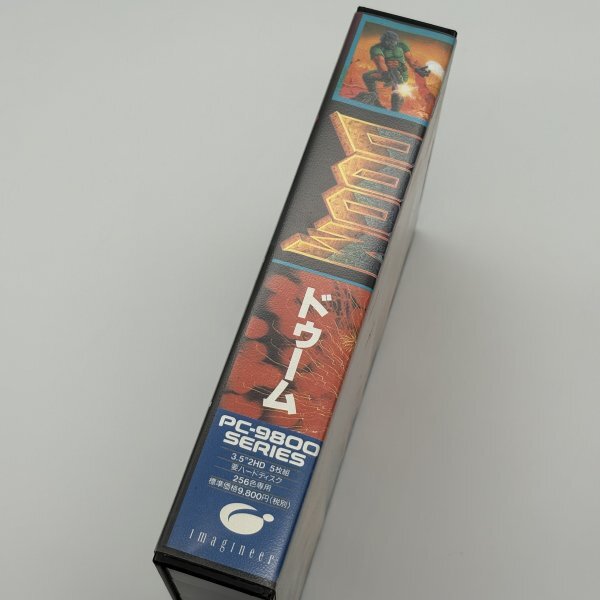 DOOM
ドゥーム
PC-9800
SERIES
3.5"2HD 5枚組
要ハードディスク
256色専用
標準価格9,800円(税別)
imagineer